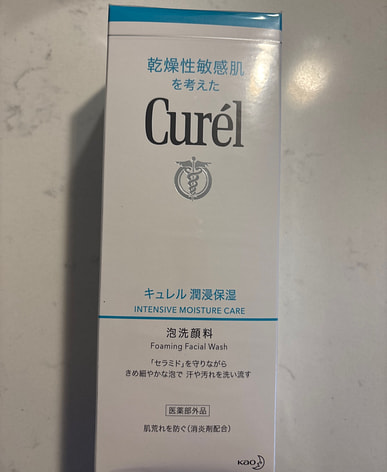 乾燥性敏感肌
を考えた
Curél
キュレル 潤浸保湿
INTENSIVE MOISTURE CARE
泡洗顔料
Foaming Facial Wash
「セラミド」を守りながら
きめ細やかな泡で 汗や汚れを洗い流す
医薬部外品
肌荒れを防ぐ(消炎剤配合)
Kao